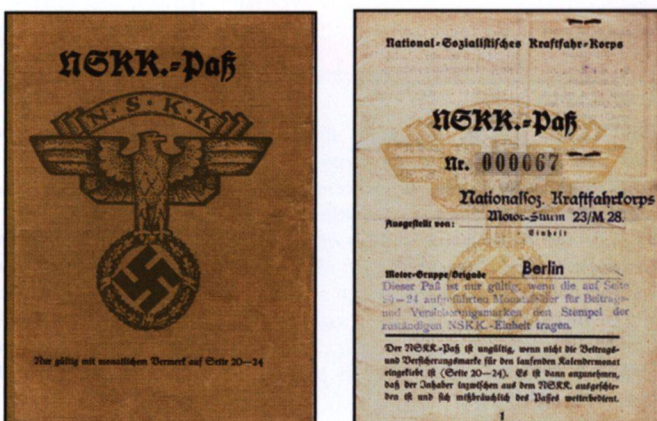 NSKK.-Paß
N·S·K·K
Nur gültig mit monatlichem Vermerk auf Seite 20—24
National-Sozialistisches Kraftfahr-Korps
NSKK.-Paß
Nr. 000067
Nationalsoz. Kraftfahrkorps
Ausgestellt von: Motor-Sturm 23/M 28.
Einheit
Motor-Gruppe/Brigade Berlin
Dieser Paß ist nur gültig, wenn die auf Seite
20—24 aufgeführten Monatsfelder für Beitrags-
und Versicherungsmarken den Stempel der
zuständigen NSKK.-Einheit tragen.
Der NSKK-Paß ist ungültig, wenn nicht die Beitrags-
und Versicherungsmarke für den laufenden Kalendermonat
eingeklebt ist (Seite 20—24). Es ist dann anzunehmen,
daß der Inhaber inzwischen aus dem NSKK. ausgeschie-
den ist und sich mißbräuchlich des Passes weiterbedient.
1